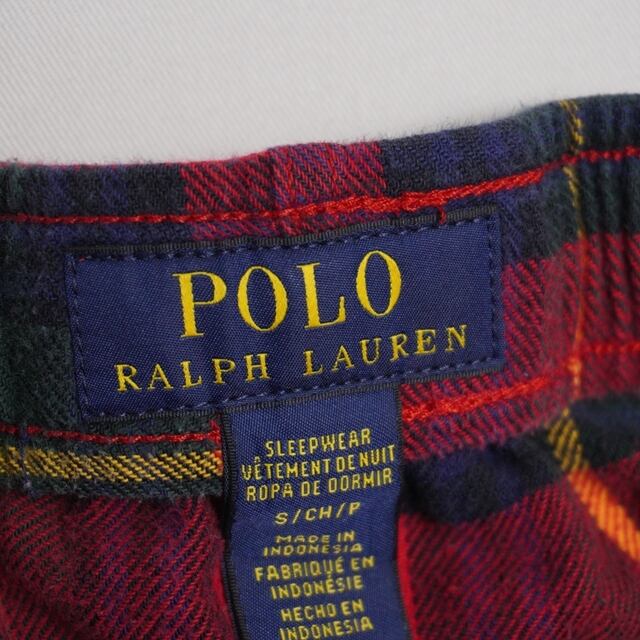 POLO
RALPH LAUREN
SLEEPWEAR
VÊTEMENT DE NUIT
ROPA DE DORMIR
S/CH/P
MADE IN
INDONESIA
FABRIQUÉ EN
INDONÉSIE
HECHO EN
INDONESIA